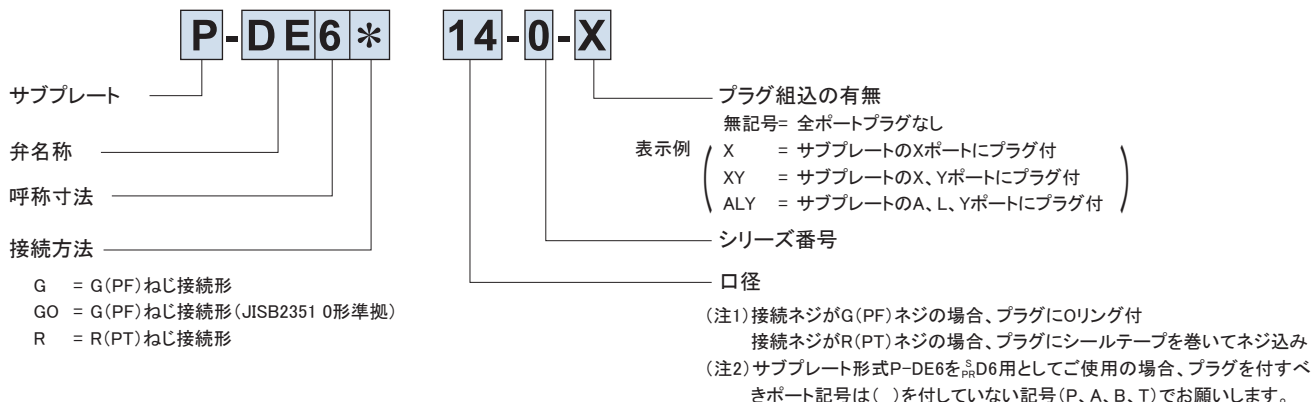 P-DE6* 14-0-X
サブプレート
弁名称
呼称寸法
接続方法
G = G(PF)ねじ接続形
GO = G(PF)ねじ接続形(JISB2351 O形準拠)
R = R(PT)ねじ接続形
プラグ組込の有無
無記号= 全ポートプラグなし
表示例
X = サブプレートのXポートにプラグ付
XY = サブプレートのX、Yポートにプラグ付
ALY = サブプレートのA、L、Yポートにプラグ付
シリーズ番号
口径
(注1)接続ネジがG(PF)ネジの場合、プラグにOリング付
接続ネジがR(PT)ネジの場合、プラグにシールテープを巻いてネジ込み
(注2)サブプレート形式P-DE6をS PR D6用としてご使用の場合、プラグを付すべ
きポート記号は( )を付していない記号(P、A、B、T)でお願いします。